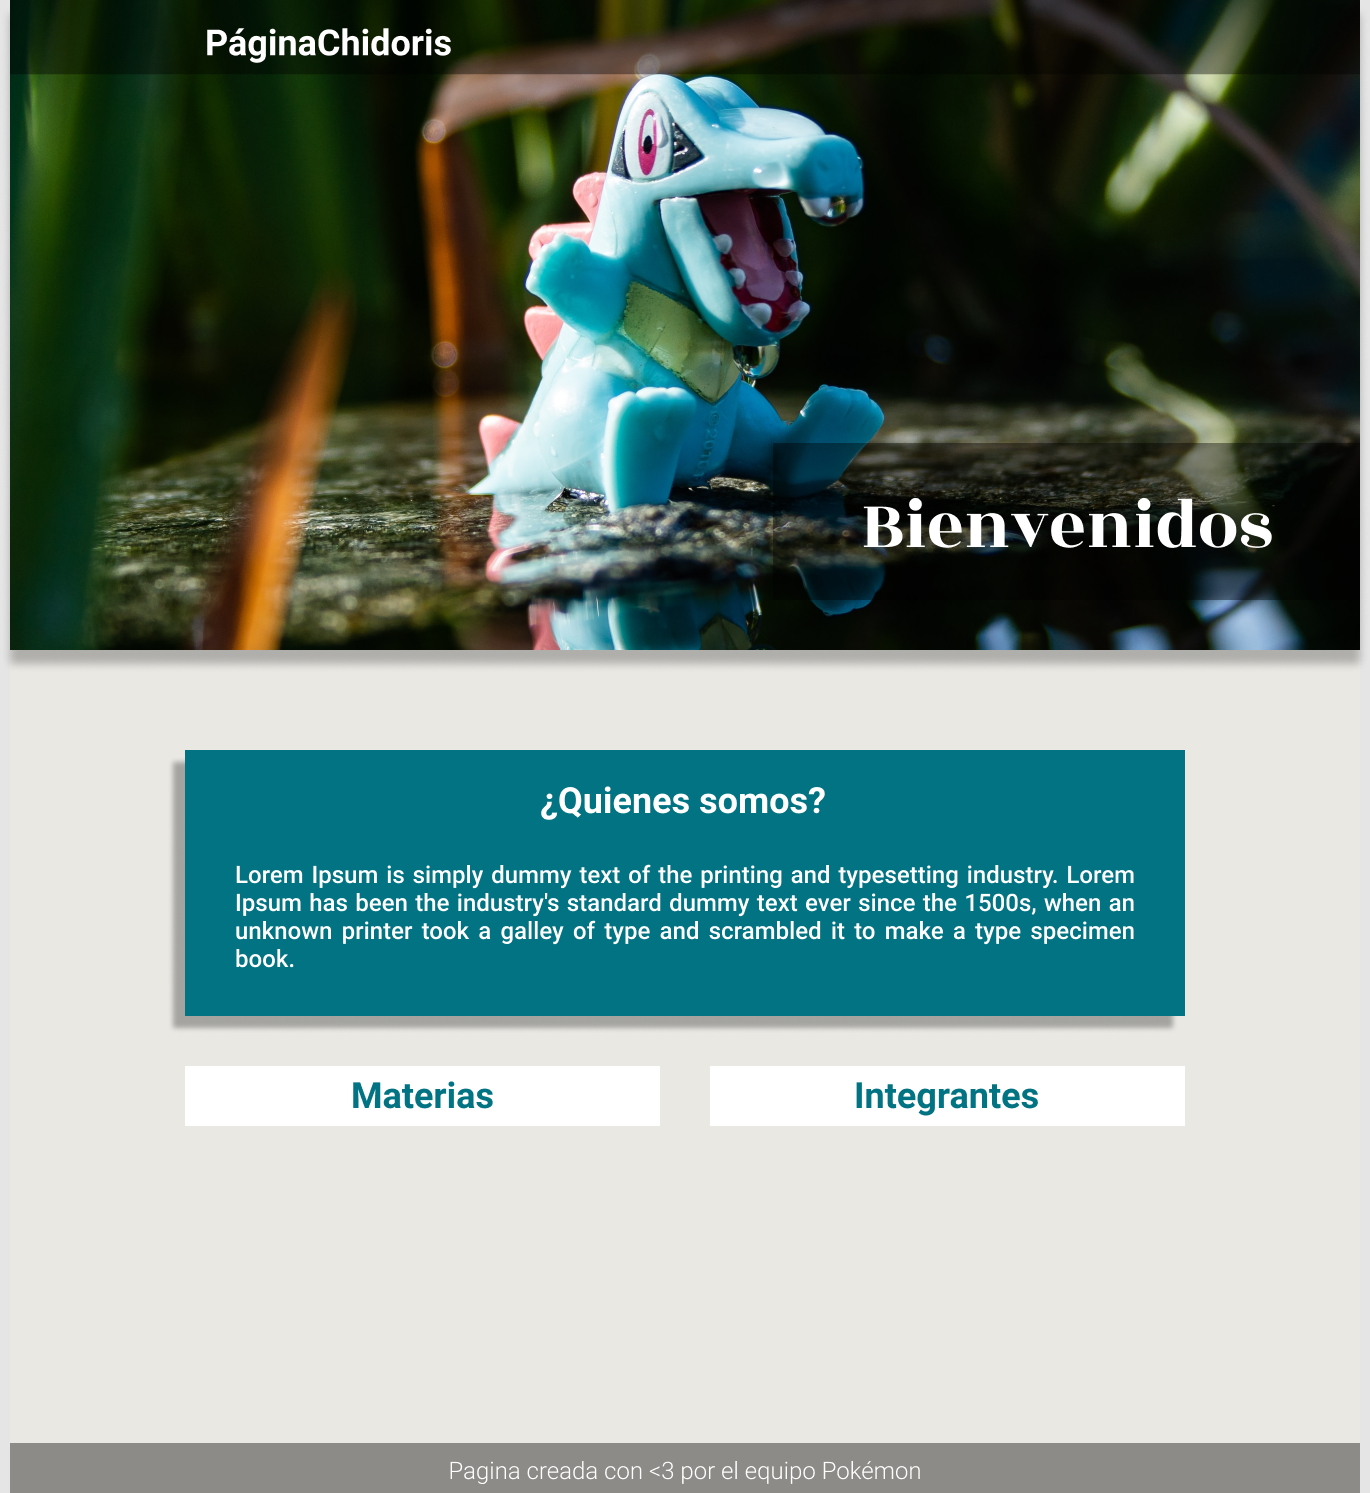 PáginaChidoris
Bienvenidos
¿Quienes somos?
Lorem Ipsum is simply dummy text of the printing and typesetting industry. Lorem
Ipsum has been the industry's standard dummy text ever since the 1500s, when an
unknown printer took a galley of type and scrambled it to make a type specimen
book.
Materias
Integrantes
Pagina creada con <3 por el equipo Pokémon